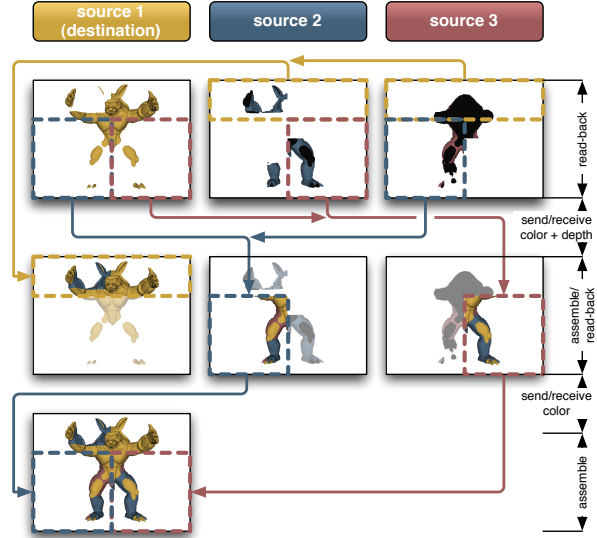 source 1
(destination)
source 2
source 3
read-back
send/receive
color + depth
assemble/
read-back
send/receive
color
assemble